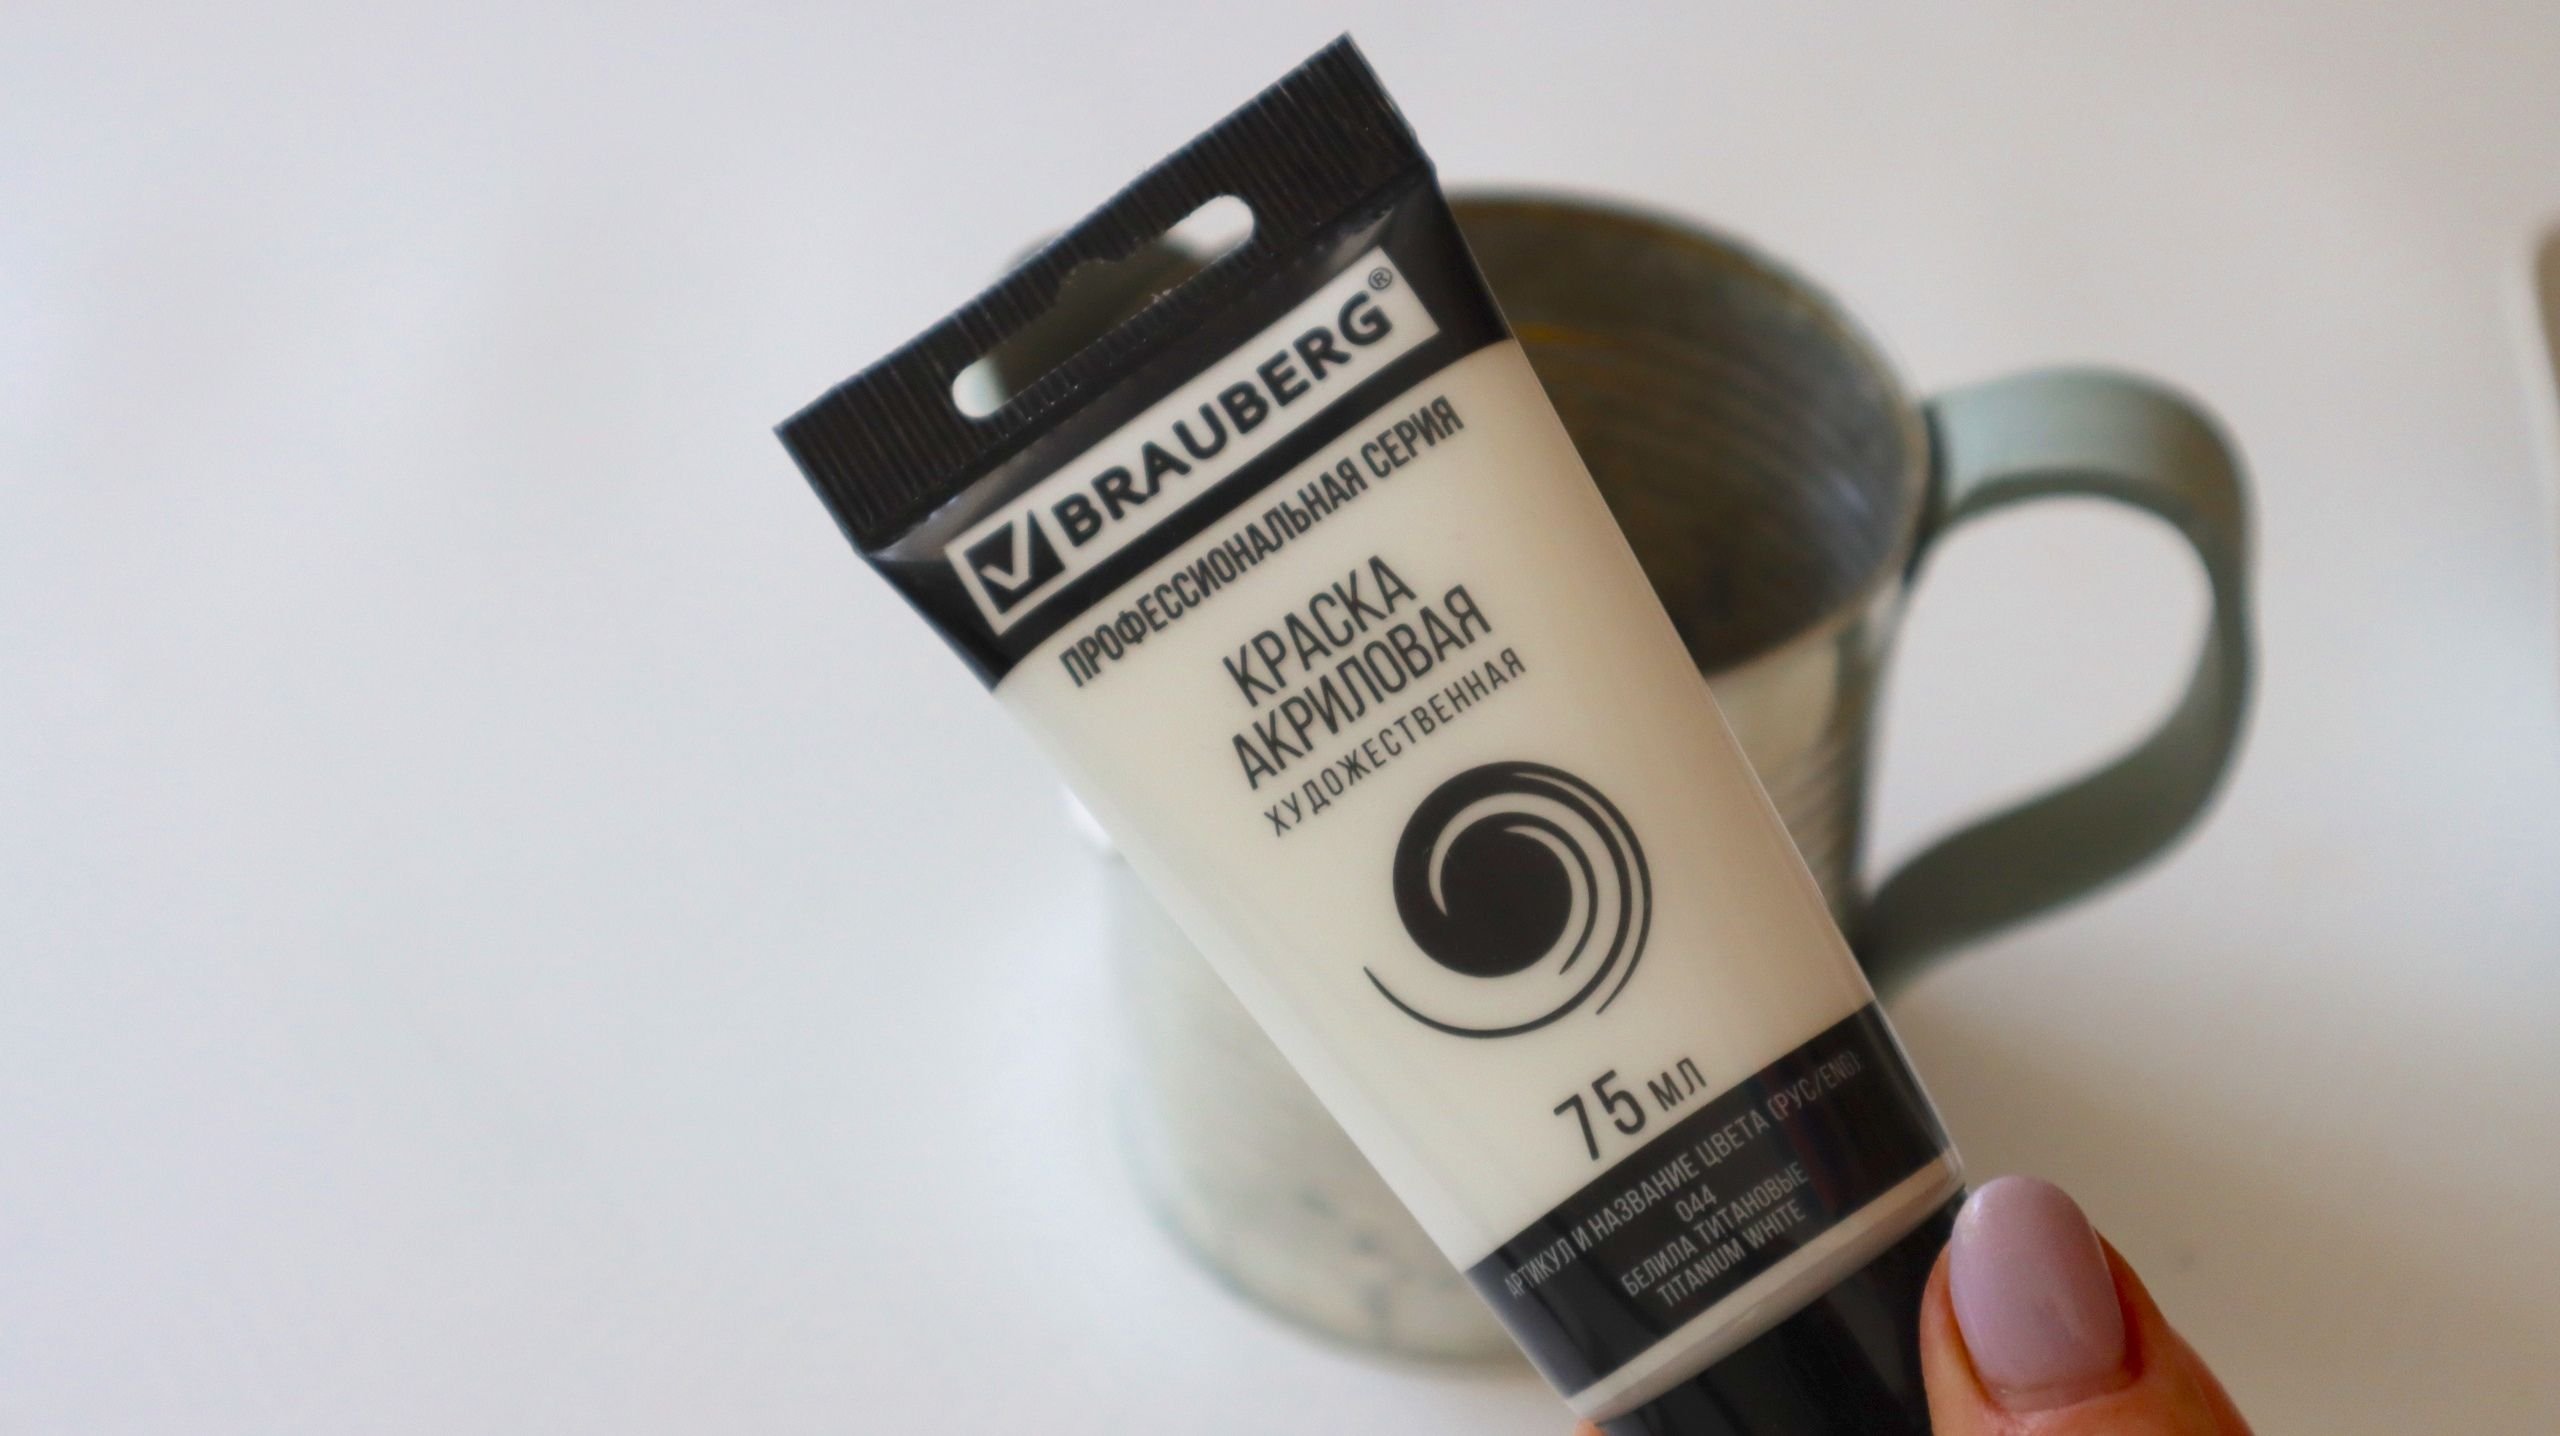 BRAUBERG®
ПРОФЕССИОНАЛЬНАЯ СЕРИЯ
КРАСКА
АКРИЛОВАЯ
ХУДОЖЕСТВЕННАЯ
75 мл
АРТИКУЛ И НАЗВАНИЕ ЦВЕТА (РУС/ENG):
044
БЕЛИЛА ТИТАНОВЫЕ
TITANIUM WHITE